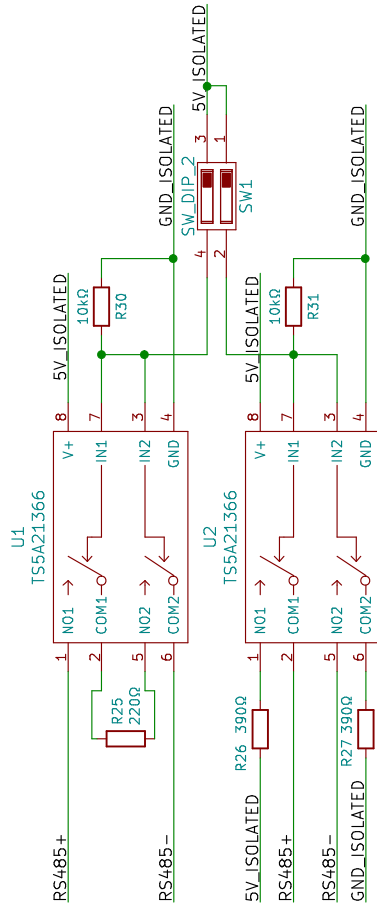 5V_ISOLATED
GND_ISOLATED
3
1
SW_DIP_2
SW1
4
2
GND_ISOLATED
5V_ISOLATED
10kΩ
R30
5V_ISOLATED
10kΩ
R31
8
7
3
4
8
7
3
4
U1
TS5A21366
V+
IN1
IN2
GND
NO1
COM1
NO2
COM2
U2
TS5A21366
V+
IN1
IN2
GND
NO1
COM1
NO2
COM2
1
2
5
6
1
2
5
6
R25
220Ω
R26 390Ω
R27 390Ω
RS485+
RS485-
5V_ISOLATED
RS485+
RS485-
GND_ISOLATED